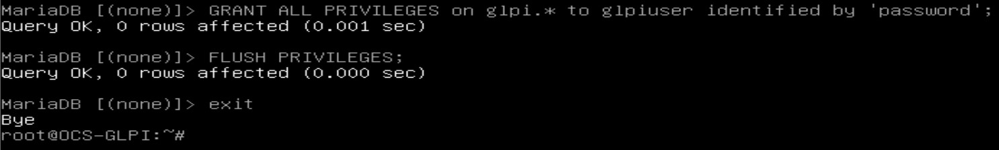 MariaDB [(none)]> GRANT ALL PRIVILEGES on glpi.* to glpiuser identified by 'password';
Query OK, 0 rows affected (0.001 sec)
MariaDB [(none)]> FLUSH PRIVILEGES;
Query OK, 0 rows affected (0.000 sec)
MariaDB [(none)]> exit
Bye
root@OCS-GLPI:~#